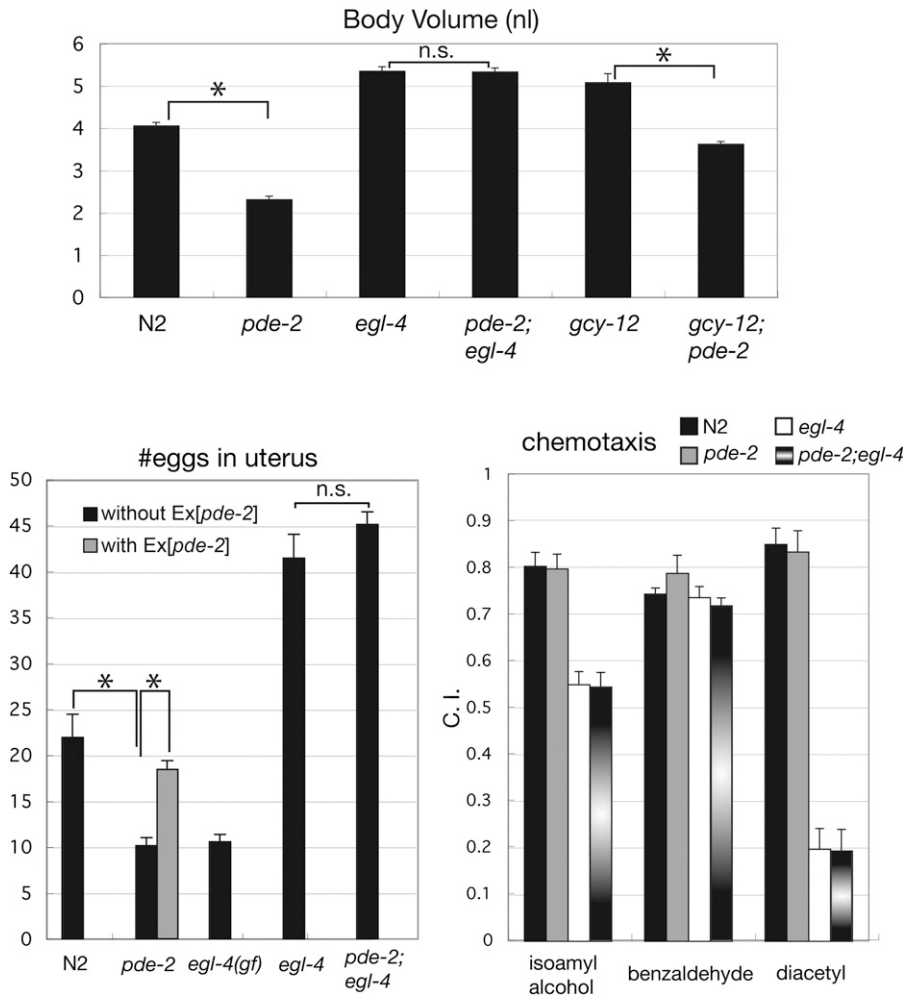 Body Volume (nl)
6
5
4
3
2
1
0
*
n.s.
*
N2 pde-2 egl-4 pde-2; gcy-12 gcy-12;
egl-4 pde-2
#eggs in uterus
50
45
40
35
30
25
20
15
10
5
0
without Ex[pde-2]
with Ex[pde-2]
n.s.
* *
N2 pde-2 egl-4(gf) egl-4 pde-2;
egl-4
chemotaxis
N2 egl-4
pde-2 pde-2;egl-4
C. I.
1
0.9
0.8
0.7
0.6
0.5
0.4
0.3
0.2
0.1
0
isoamyl benzaldehyde diacetyl
alcohol